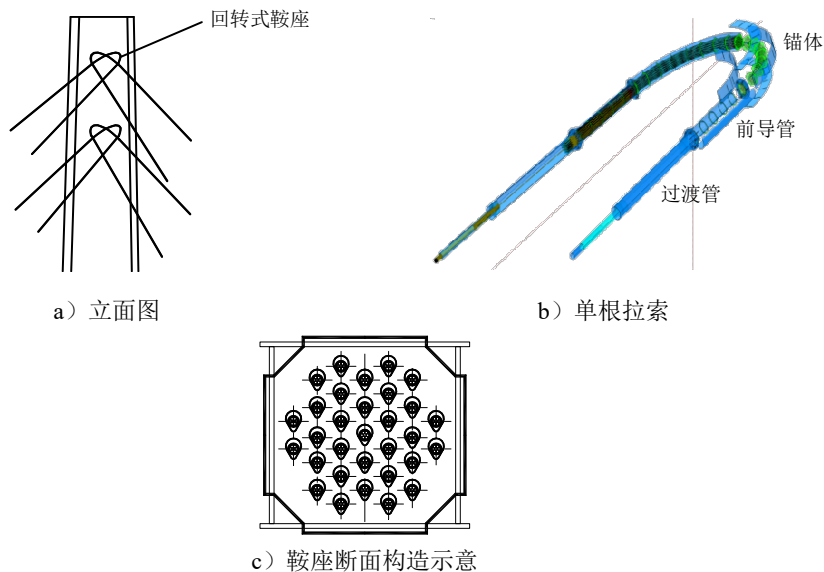 回转式鞍座
锚体
前导管
过渡管
a）立面图
b）单根拉索
c）鞍座断面构造示意